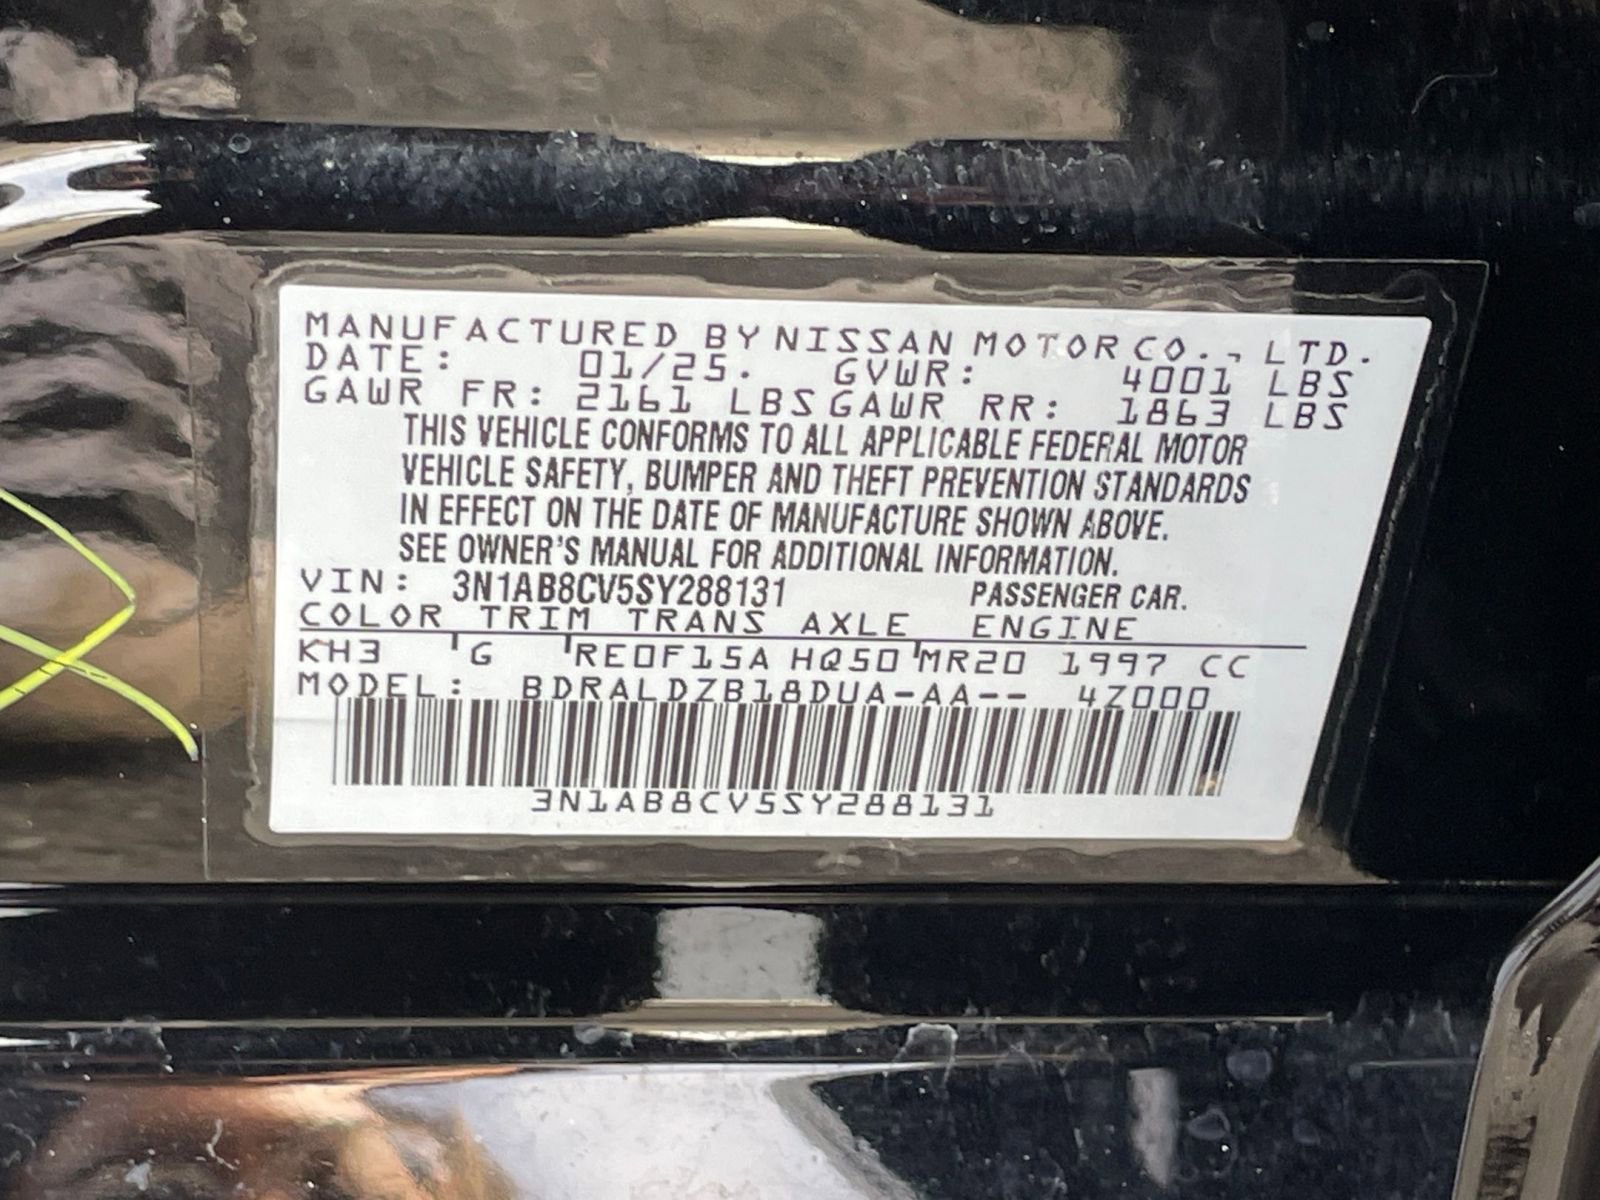 MANUFACTURED BY NISSAN MOTOR CO., LTD.
DATE: 01/25. GVWR: 4001 LBS
GAWR FR: 2161 LBS GAWR RR: 1863 LBS
THIS VEHICLE CONFORMS TO ALL APPLICABLE FEDERAL MOTOR
VEHICLE SAFETY, BUMPER AND THEFT PREVENTION STANDARDS
IN EFFECT ON THE DATE OF MANUFACTURE SHOWN ABOVE.
SEE OWNER'S MANUAL FOR ADDITIONAL INFORMATION.
VIN: 3N1AB8CV5SY288131 PASSENGER CAR.
COLOR TRIM TRANS AXLE ENGINE
KH3 G RE0F15A HQ50 MR20 1997 CC
MODEL: BDRALDZB18DUA-AA-- 4Z000
3N1AB8CV5SY288131